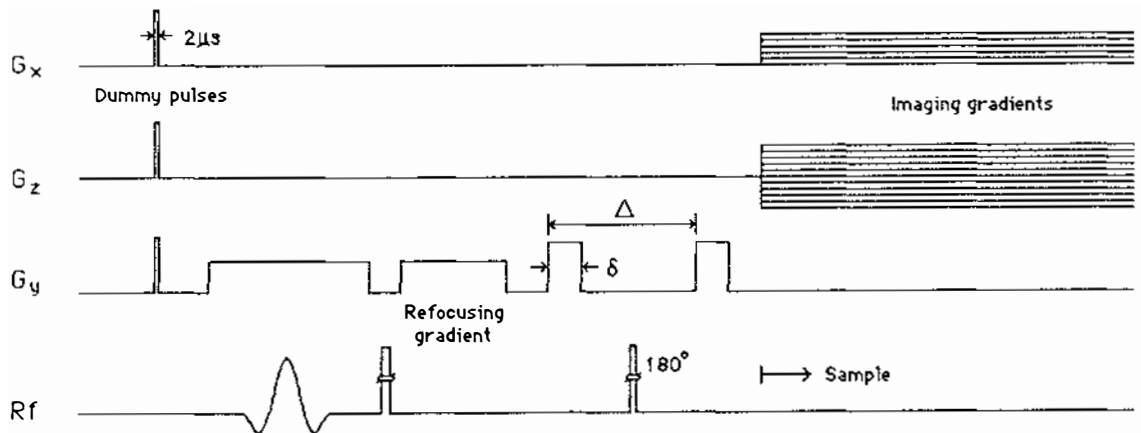 2μs
Gx
Dummy pulses
Imaging gradients
Gz
Δ
Gy
δ
Refocusing
gradient
180°
Sample
Rf